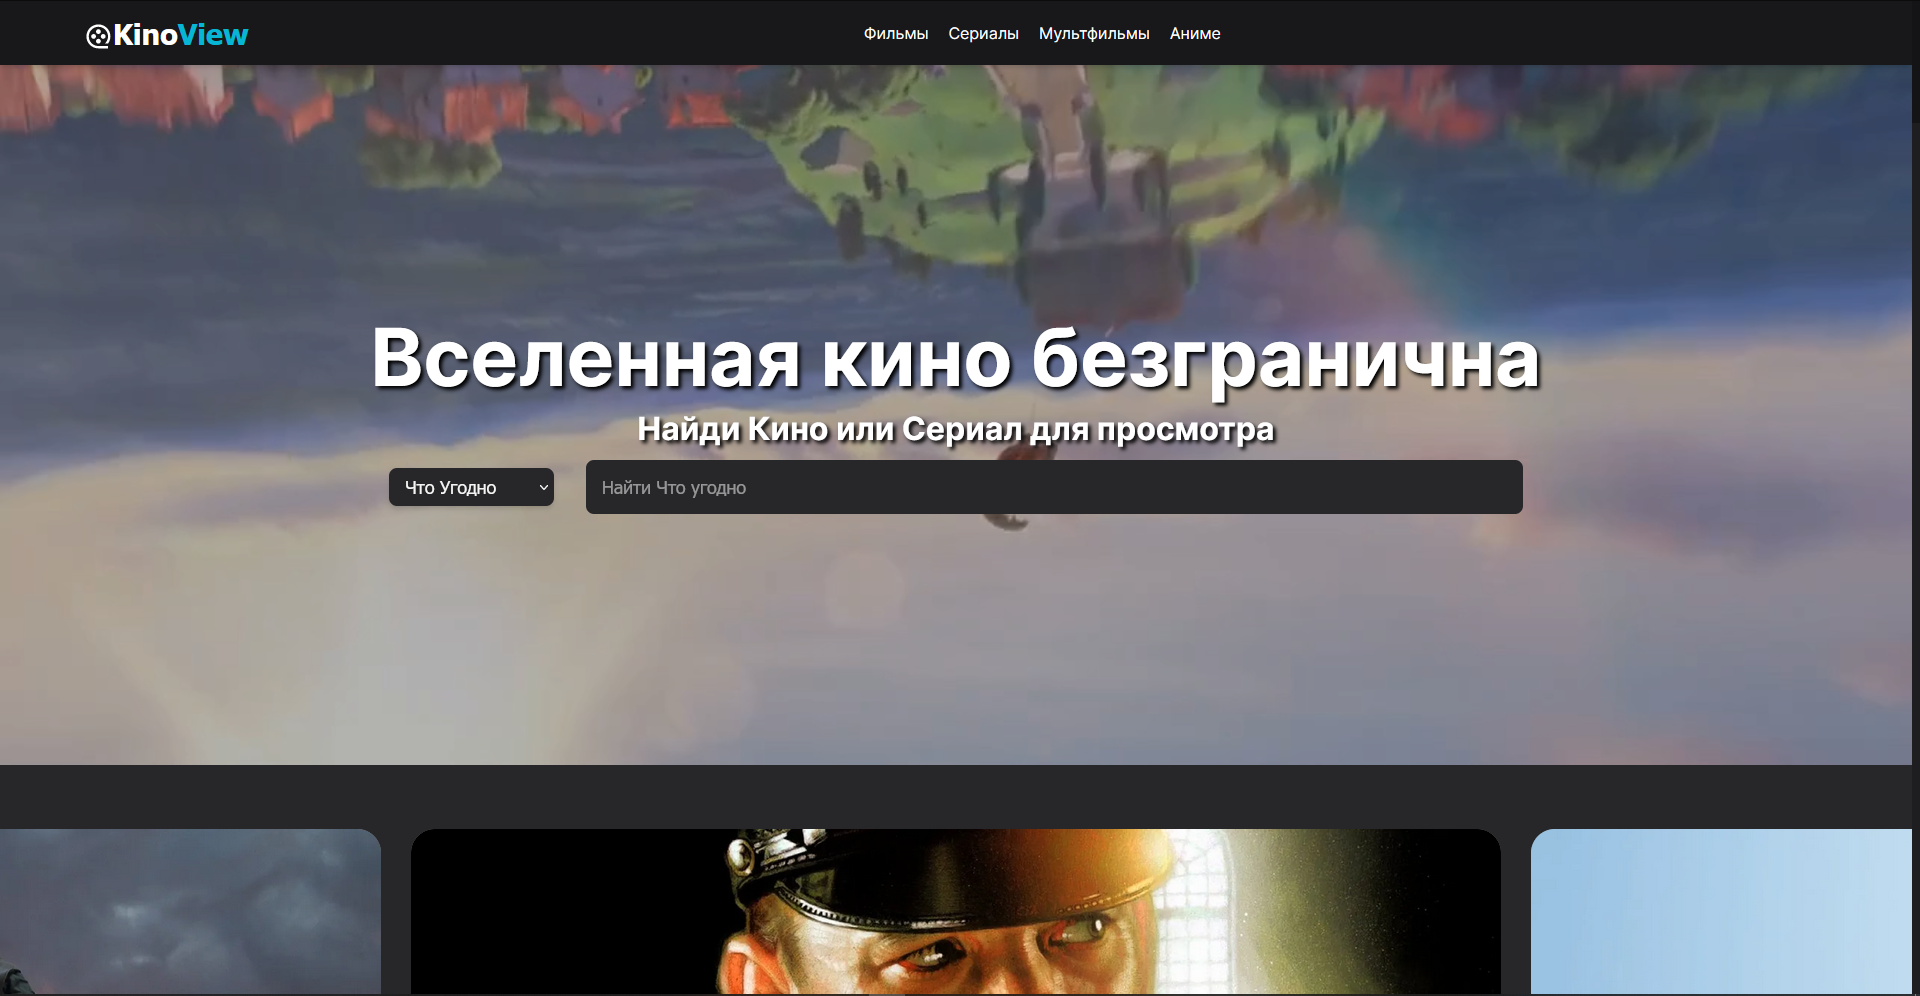 KinoView
Фильмы Сериалы Мультфильмы Аниме
Вселенная кино безгранична
Найди Кино или Сериал для просмотра
Что Угодно
Найти Что угодно